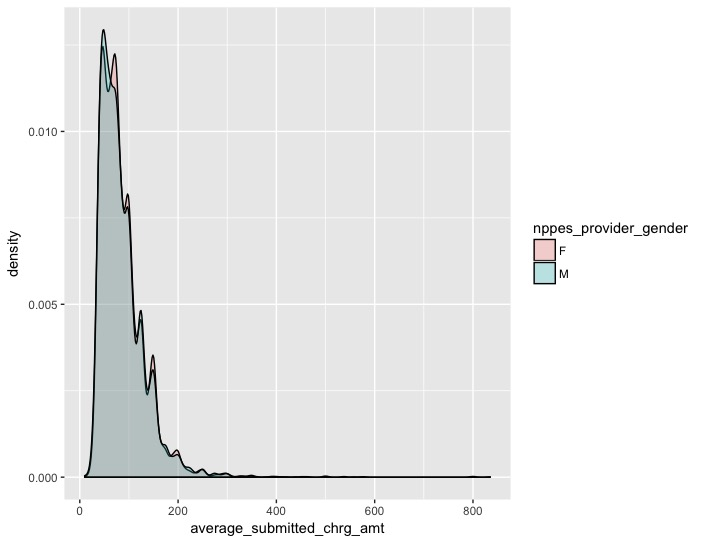 0.010
0.005
0.000
density
0 200 400 600 800
average_submitted_chrg_amt
nppes_provider_gender
F
M